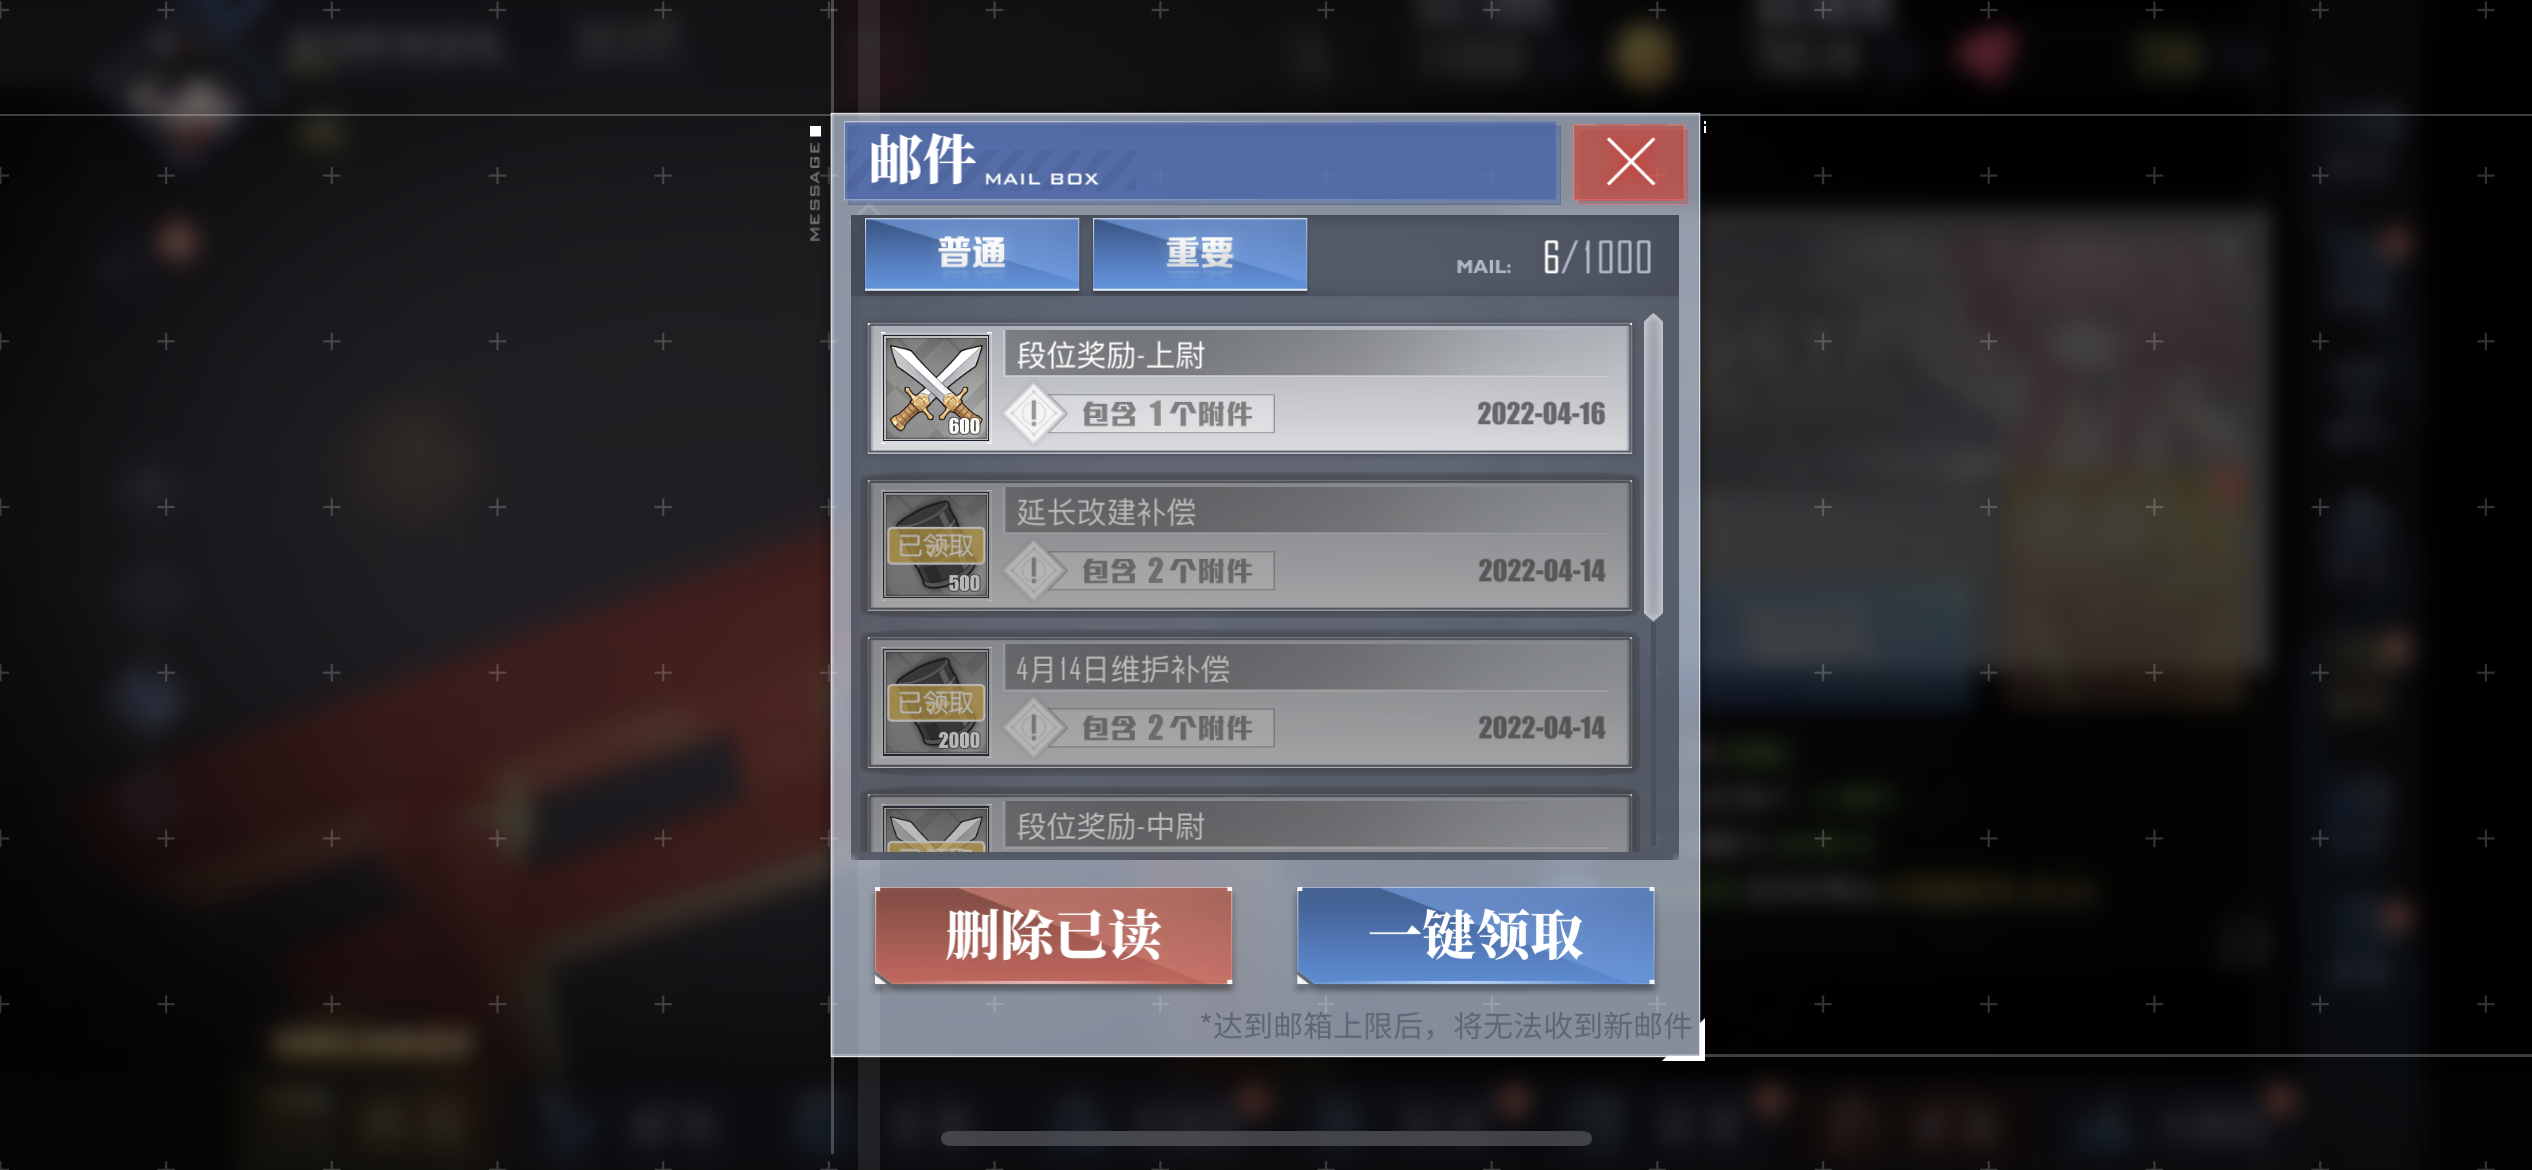 邮件 MAIL BOX
MESSAGE
普通 重要 MAIL: 6/1000
段位奖励-上尉
600
包含 1个附件 2022-04-16
延长改建补偿
已领取
500
包含 2个附件 2022-04-14
4月14日维护补偿
已领取
2000
包含 2个附件 2022-04-14
段位奖励-中尉
已领取
删除已读 一键领取
*达到邮箱上限后，将无法收到新邮件